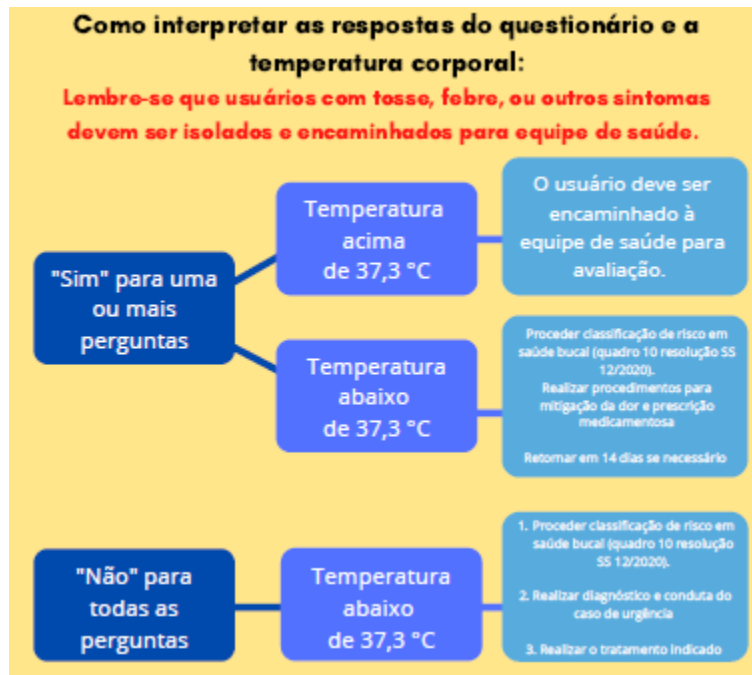 Como interpretar as respostas do questionário e a
temperatura corporal:
Lembre-se que usuários com tosse, febre, ou outros sintomas
devem ser isolados e encaminhados para equipe de saúde.
"Sim" para uma
ou mais
perguntas
Temperatura
acima
de 37,3 °C
O usuário deve ser
encaminhado à
equipe de saúde para
avaliação.
Temperatura
abaixo
de 37,3 °C
Proceder classificação de risco em
saúde bucal (quadro 10 resolução SS
12/2020).
Realizar procedimentos para
mitigação da dor e prescrição
medicamentosa
Retornar em 14 dias se necessário
"Não" para
todas as
perguntas
Temperatura
abaixo
de 37,3 °C
1. Proceder classificação de risco em
saúde bucal (quadro 10 resolução
SS 12/2020).
2. Realizar diagnóstico e conduta do
caso de urgência
3. Realizar o tratamento indicado